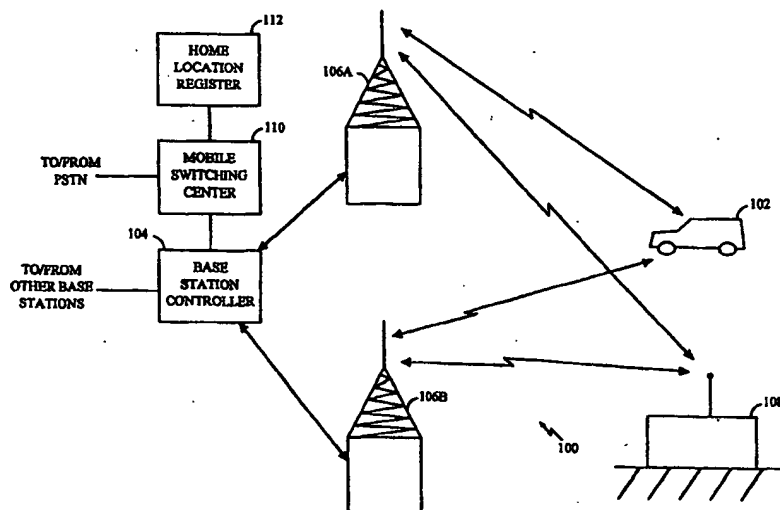 112
HOME
LOCATION
REGISTER
110
TO/FROM
PSTN
MOBILE
SWITCHING
CENTER
104
TO/FROM
OTHER BASE
STATIONS
BASE
STATION
CONTROLLER
106A
102
106B
100
108